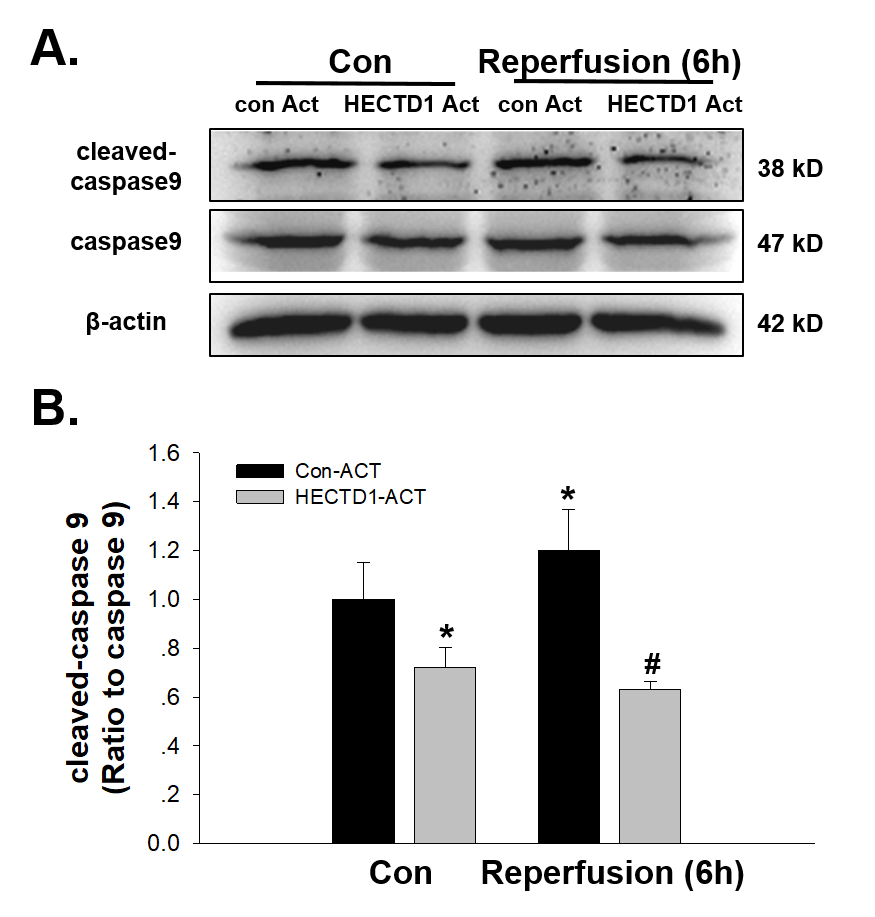 A.
Con Reperfusion (6h)
con Act HECTD1 Act con Act HECTD1 Act
cleaved-
caspase9
38 kD
caspase9
47 kD
β-actin
42 kD
B.
cleaved-caspase 9
(Ratio to caspase 9)
1.6
1.4
1.2
1.0
.8
.6
.4
.2
0.0
Con-ACT
HECTD1-ACT
*
*
#
Con Reperfusion (6h)